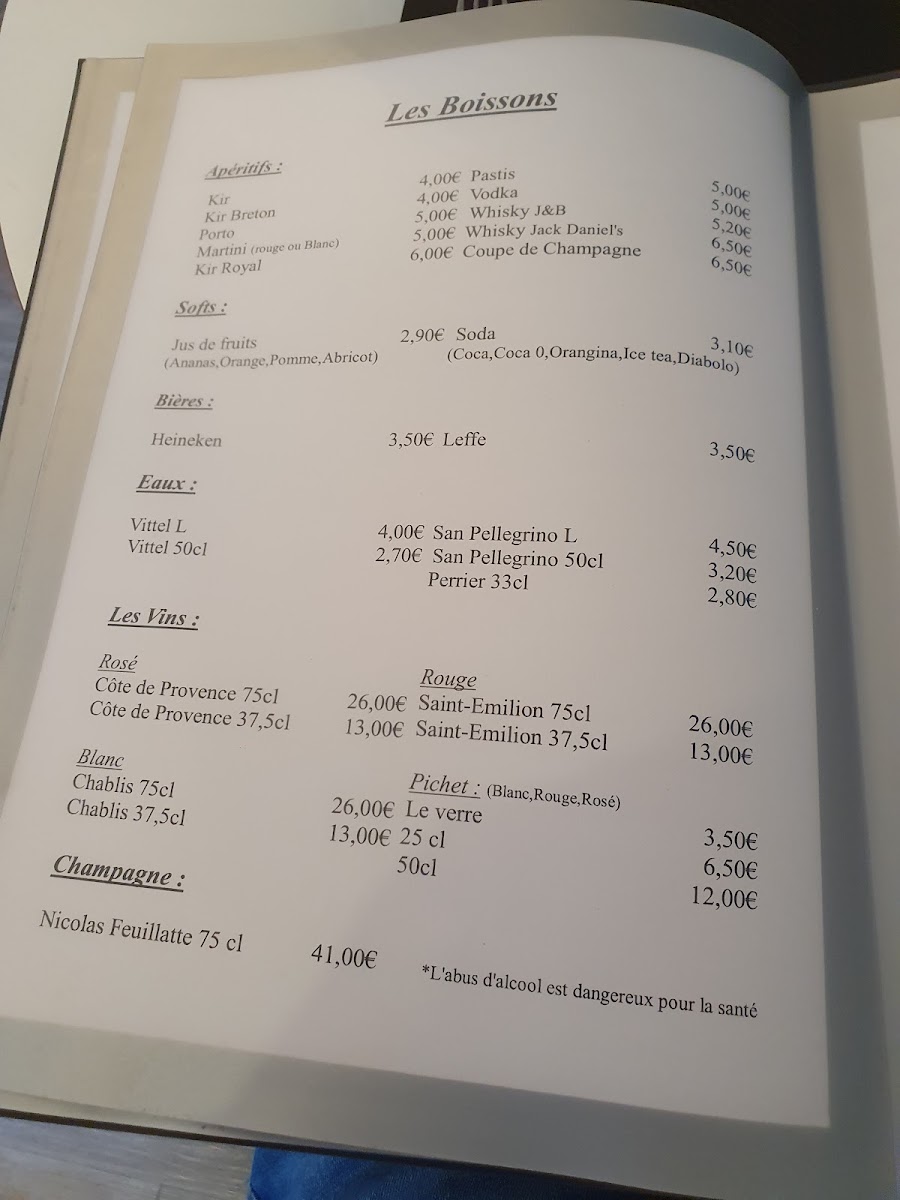 Les Boissons
Apéritifs :
Kir 4,00€ Pastis 5,00€
Kir Breton 4,00€ Vodka 5,00€
Porto 5,00€ Whisky J&B 5,20€
Martini (rouge ou Blanc) 5,00€ Whisky Jack Daniel's 6,50€
Kir Royal 6,00€ Coupe de Champagne 6,50€
Softs :
Jus de fruits 2,90€ Soda 3,10€
(Ananas,Orange,Pomme,Abricot) (Coca,Coca 0,Orangina,Ice tea,Diabolo)
Bières :
Heineken 3,50€ Leffe 3,50€
Eaux :
Vittel L 4,00€ San Pellegrino L 4,50€
Vittel 50cl 2,70€ San Pellegrino 50cl 3,20€
Perrier 33cl 2,80€
Les Vins :
Rosé Rouge
Côte de Provence 75cl 26,00€ Saint-Emilion 75cl 26,00€
Côte de Provence 37,5cl 13,00€ Saint-Emilion 37,5cl 13,00€
Blanc Pichet : (Blanc,Rouge,Rosé)
Chablis 75cl 26,00€ Le verre 3,50€
Chablis 37,5cl 13,00€ 25 cl 6,50€
50cl 12,00€
Champagne :
Nicolas Feuillatte 75 cl 41,00€
*L'abus d'alcool est dangereux pour la santé